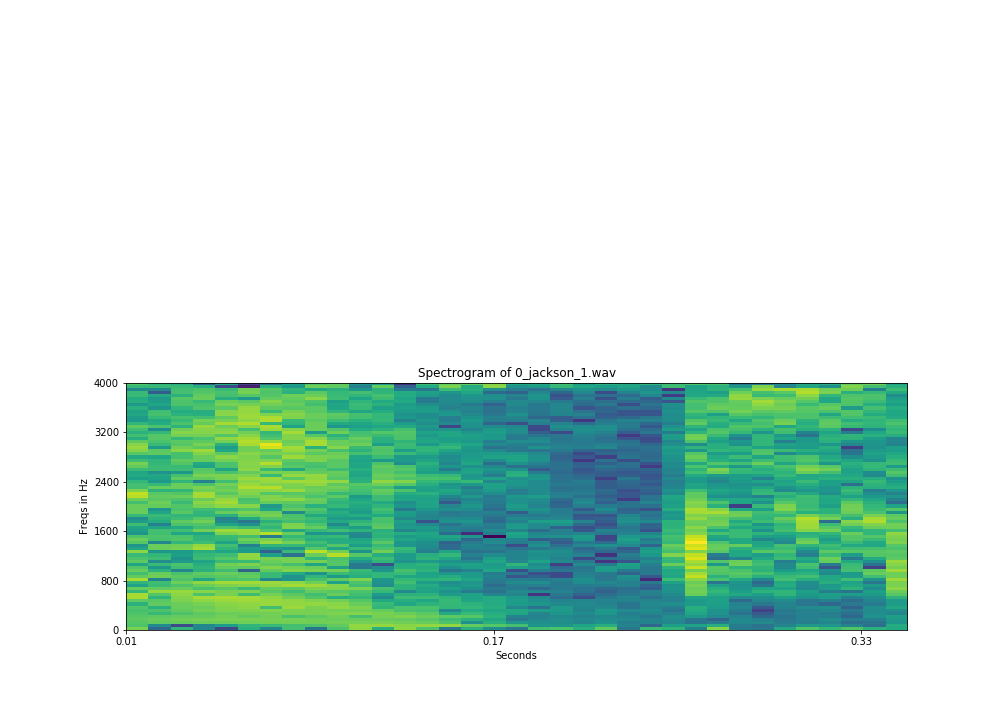 Spectrogram of 0_jackson_1.wav
Freqs in Hz
4000
3200
2400
1600
800
0
0.01 0.17 0.33
Seconds